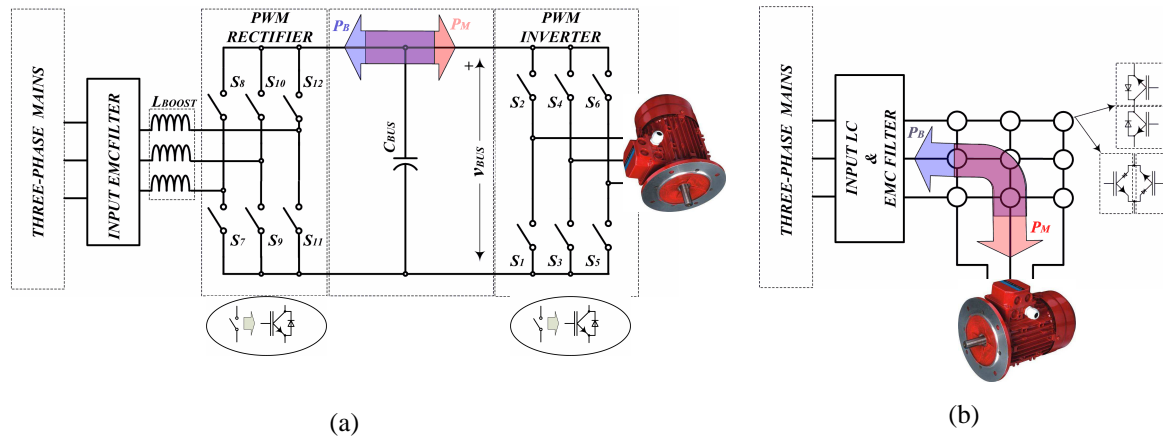 THREE-PHASE MAINS
INPUT EMCFILTER
LBOOST
PWM
RECTIFIER
S8
S10
S12
S7
S9
S11
PB
PM
CBUS
+
vBUS
-
PWM
INVERTER
S2
S4
S6
S1
S3
S5
(a)
THREE-PHASE MAINS
INPUT LC
&
EMC FILTER
PB
PM
(b)